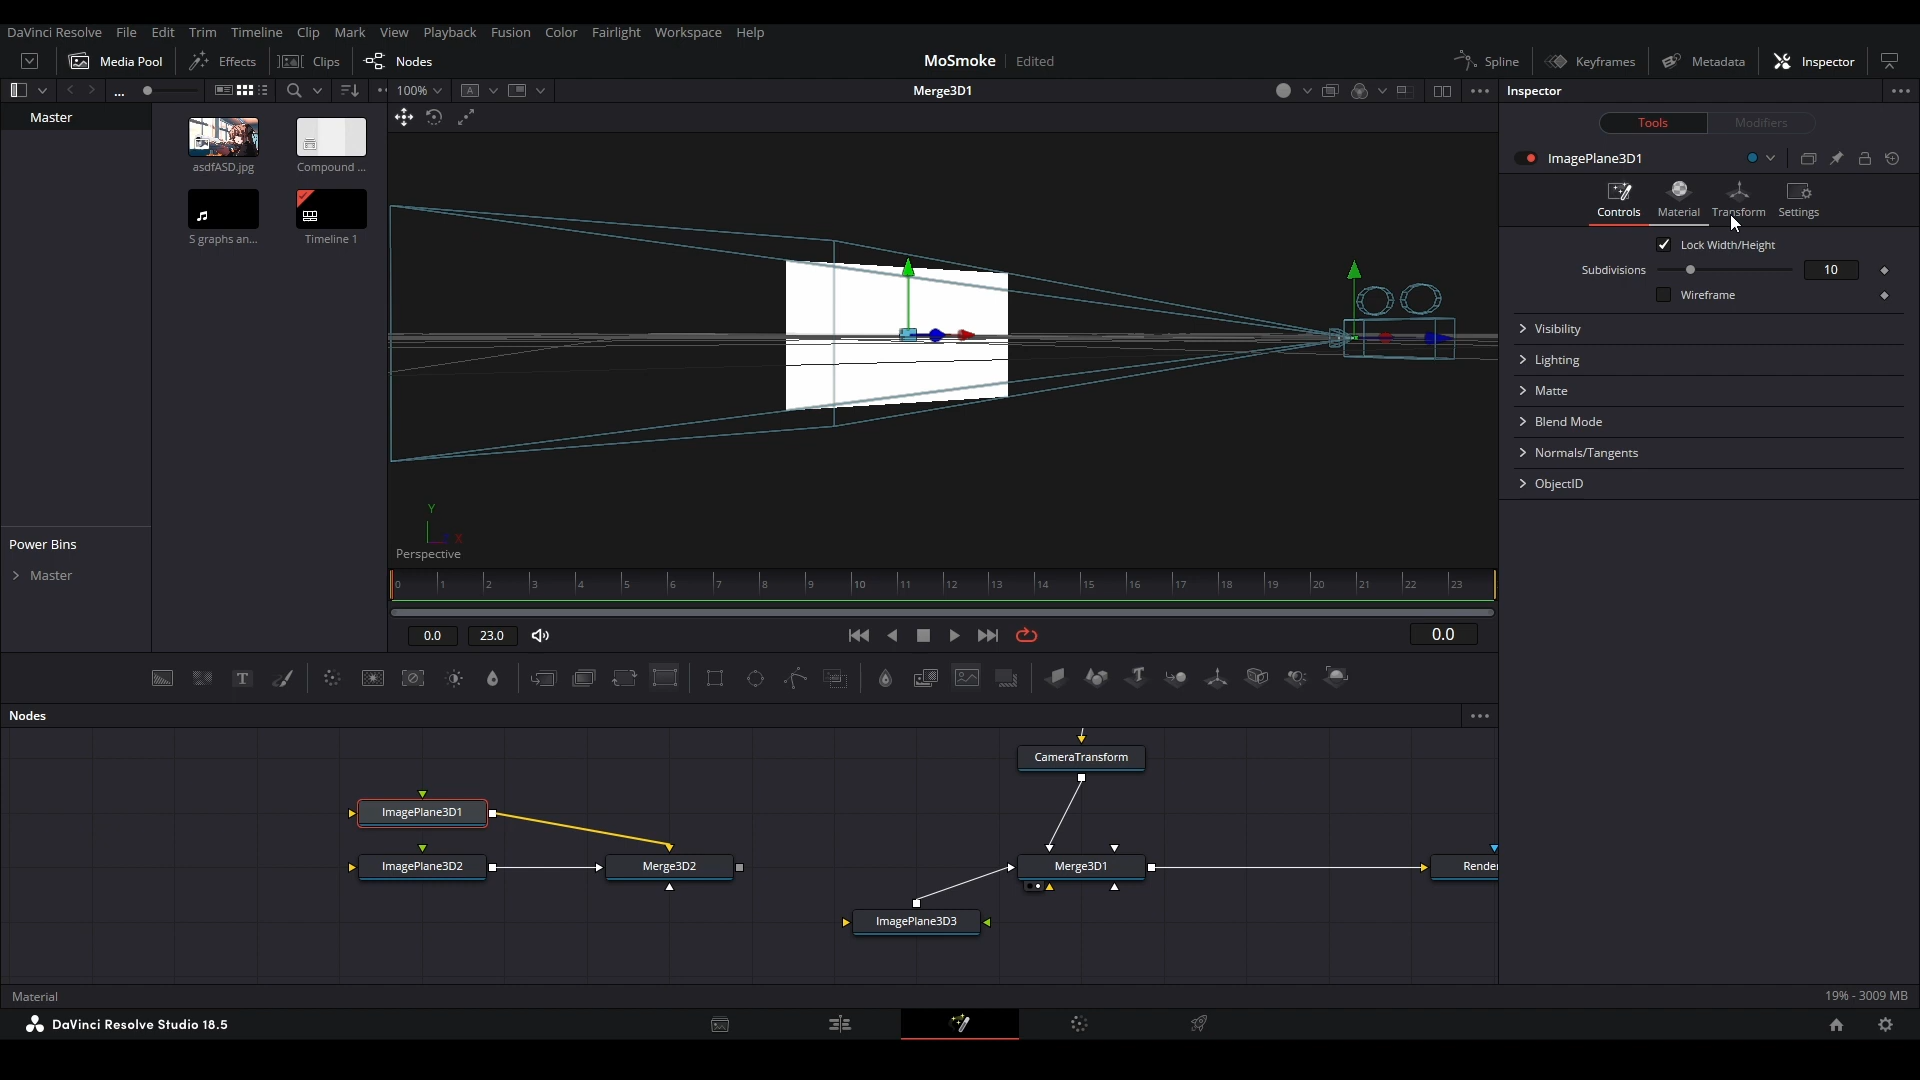 DaVinci Resolve File Edit Trim Timeline Clip Mark View Playback Fusion Color Fairlight Workspace Help
Media Pool Effects Clips Nodes MoSmoke Edited Spline Keyframes Metadata Inspector
... 100% A Merge3D1 Inspector
Master
asdfASD.jpg Compound ...
S graphs an... Timeline 1
Power Bins
Master
Y
X
Perspective
0 1 2 3 4 5 6 7 8 9 10 11 12 13 14 15 16 17 18 19 20 21 22 23
0.0 23.0 0.0
Tools Modifiers
ImagePlane3D1
Controls Material Transform Settings
Lock Width/Height
Subdivisions 10
Wireframe
Visibility
Lighting
Matte
Blend Mode
Normals/Tangents
ObjectID
T T
Nodes
CameraTransform
ImagePlane3D1
ImagePlane3D2 Merge3D2 Merge3D1 Render
ImagePlane3D3
Material 19% - 3009 MB
DaVinci Resolve Studio 18.5